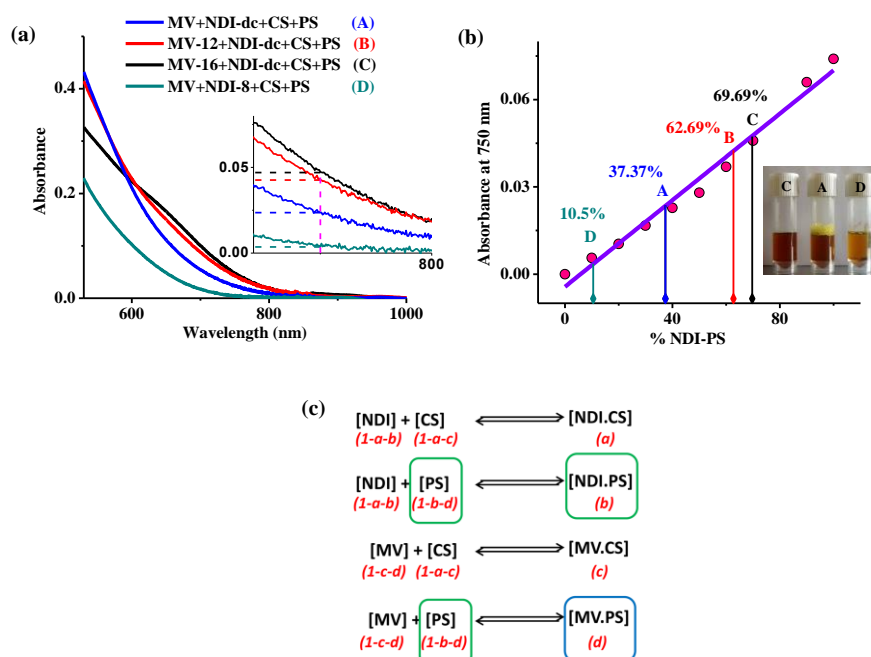 (a)
MV+NDI-dc+CS+PS (A)
MV-12+NDI-dc+CS+PS (B)
MV-16+NDI-dc+CS+PS (C)
MV+NDI-8+CS+PS (D)
0.4
0.2
0.0
Absorbance
600
800
1000
Wavelength (nm)
0.05
0.00
800
(b)
0.06
0.03
0.00
Absorbance at 750 nm
69.69%
C
62.69%
B
37.37%
A
10.5%
D
C A D
0
40
80
% NDI-PS
(c)
[NDI] + [CS] [NDI.CS]
(1-a-b) (1-a-c) (a)
[NDI] + [PS] [NDI.PS]
(1-a-b) (1-b-d) (b)
[MV] + [CS] [MV.CS]
(1-c-d) (1-a-c) (c)
[MV] + [PS] [MV.PS]
(1-c-d) (1-b-d) (d)